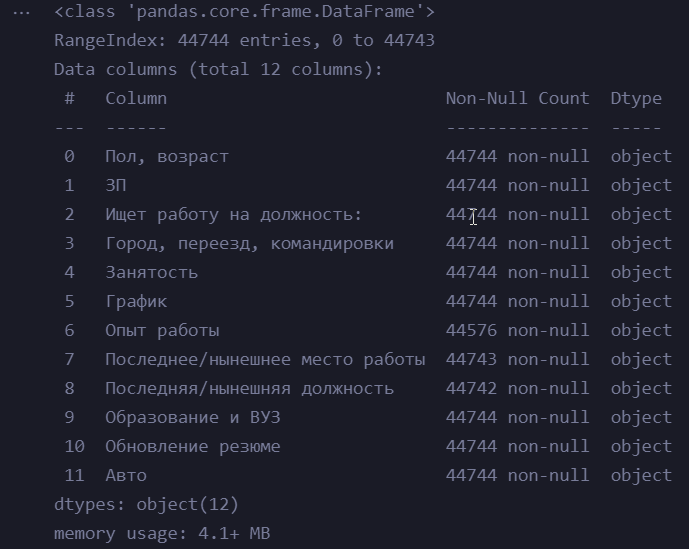 ... <class 'pandas.core.frame.DataFrame'>
RangeIndex: 44744 entries, 0 to 44743
Data columns (total 12 columns):
 #   Column                           Non-Null Count  Dtype
---  ------                           --------------  -----
 0   Пол, возраст                     44744 non-null  object
 1   ЗП                               44744 non-null  object
 2   Ищет работу на должность:        44744 non-null  object
 3   Город, переезд, командировки     44744 non-null  object
 4   Занятость                        44744 non-null  object
 5   График                           44744 non-null  object
 6   Опыт работы                      44576 non-null  object
 7   Последнее/нынешнее место работы  44743 non-null  object
 8   Последняя/нынешняя должность     44742 non-null  object
 9   Образование и ВУЗ                44744 non-null  object
 10  Обновление резюме                44744 non-null  object
 11  Авто                             44744 non-null  object
dtypes: object(12)
memory usage: 4.1+ MB